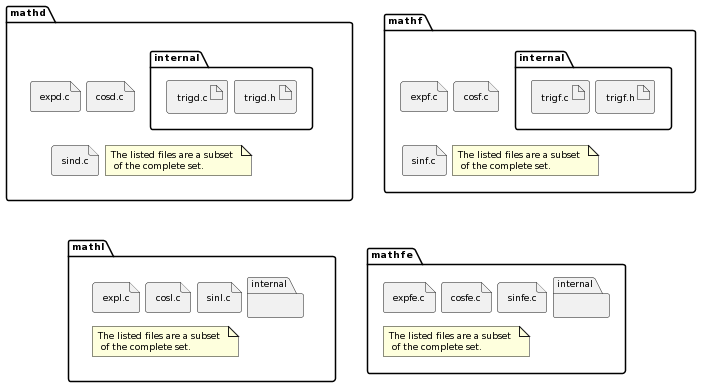 mathd
internal
expd.c
cosd.c
trigd.c
trigd.h
sind.c
The listed files are a subset
of the complete set.
mathf
internal
expf.c
cosf.c
trigf.c
trigf.h
sinf.c
The listed files are a subset
of the complete set.
mathl
expl.c
cosl.c
sinl.c
internal
The listed files are a subset
of the complete set.
mathfe
expfe.c
cosfe.c
sinfe.c
internal
The listed files are a subset
of the complete set.